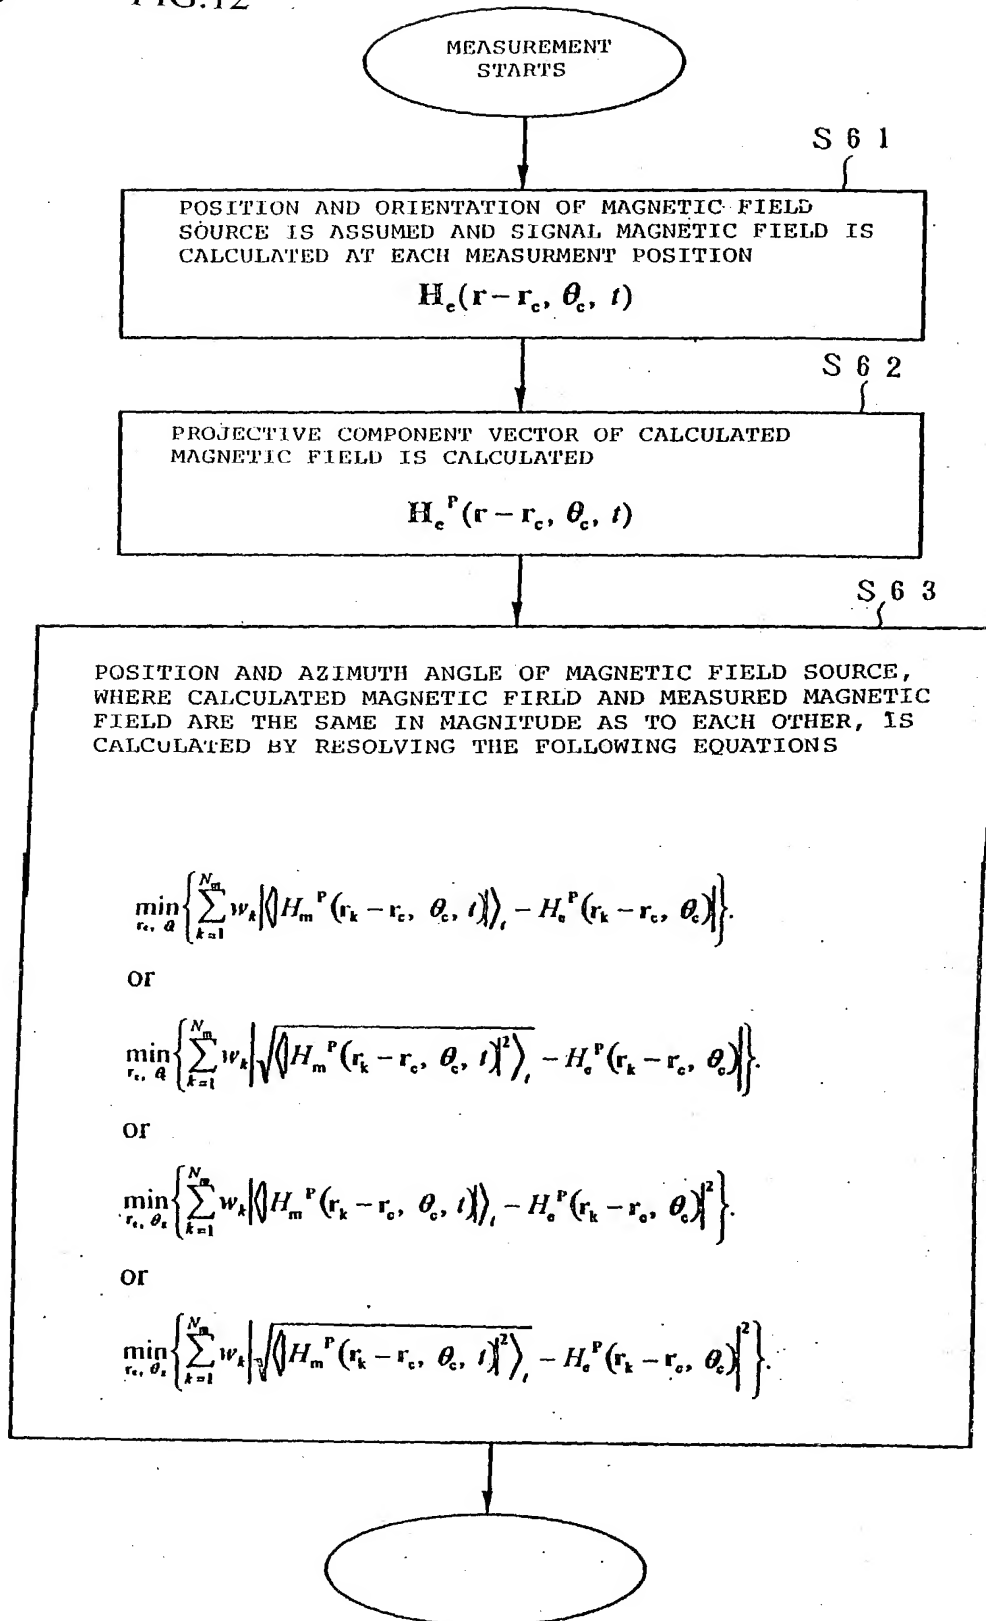 FIG.12
MEASUREMENT
STARTS
S 6 1
POSITION AND ORIENTATION OF MAGNETIC FIELD
SOURCE IS ASSUMED AND SIGNAL MAGNETIC FIELD IS
CALCULATED AT EACH MEASURMENT POSITION
H_c(r−r_c, θ_c, t)
S 6 2
PROJECTIVE COMPONENT VECTOR OF CALCULATED
MAGNETIC FIELD IS CALCULATED
H_c^P(r−r_c, θ_c, t)
S 6 3
POSITION AND AZIMUTH ANGLE OF MAGNETIC FIELD SOURCE,
WHERE CALCULATED MAGNETIC FIRLD AND MEASURED MAGNETIC
FIELD ARE THE SAME IN MAGNITUDE AS TO EACH OTHER, IS
CALCULATED BY RESOLVING THE FOLLOWING EQUATIONS
min_{r_c, θ_c} {∑_{k=1}^{N_m} w_k |⟨|H_m^P(r_k − r_c, θ_c, t)|⟩_t − H_c^P(r_k − r_c, θ_c)|}.
or
min_{r_c, θ_c} {∑_{k=1}^{N_m} w_k |√⟨|H_m^P(r_k − r_c, θ_c, t)|^2⟩_t − H_c^P(r_k − r_c, θ_c)|}.
or
min_{r_c, θ_c} {∑_{k=1}^{N_m} w_k |⟨|H_m^P(r_k − r_c, θ_c, t)|⟩_t − H_c^P(r_k − r_c, θ_c)|^2}.
or
min_{r_c, θ_c} {∑_{k=1}^{N_m} w_k |√⟨|H_m^P(r_k − r_c, θ_c, t)|^2⟩_t − H_c^P(r_k − r_c, θ_c)|^2}.